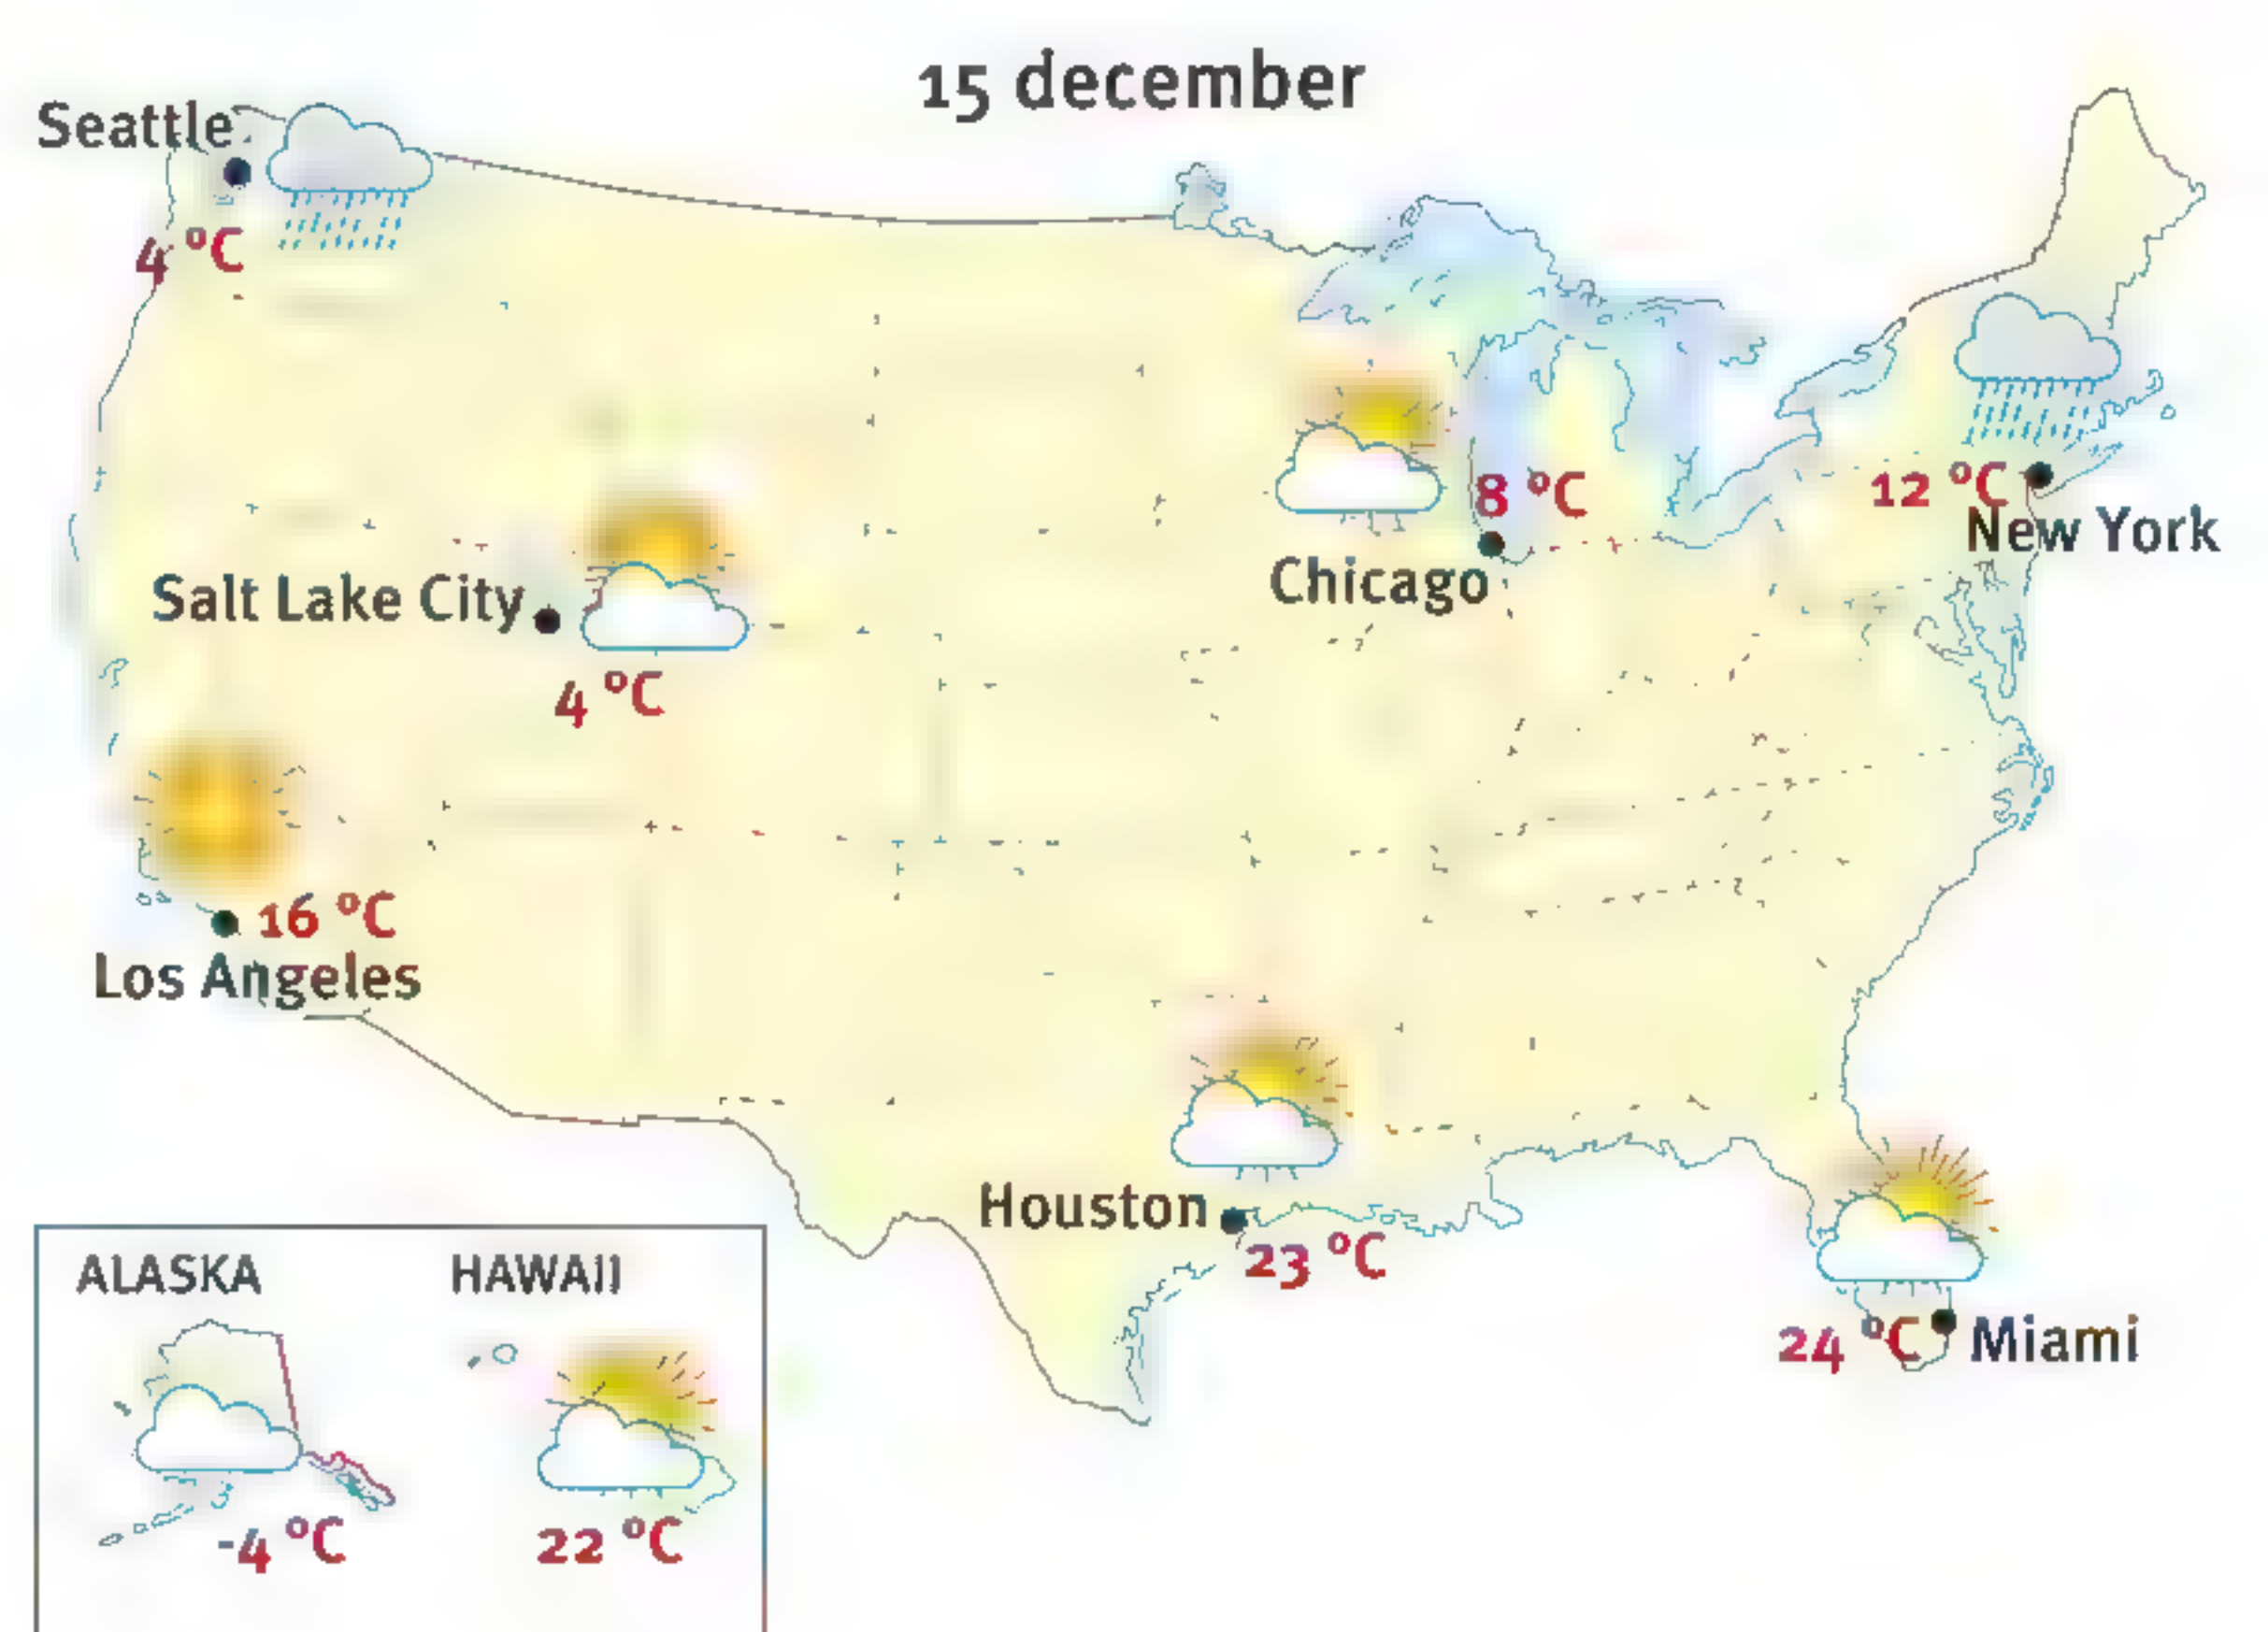 15 december
Seattle
4 °C
8 °C
12 °C
New York
Chicago
Salt Lake City
4 °C
16 °C
Los Angeles
Houston
23 °C
24 °C Miami
ALASKA
HAWAII
-4 °C
22 °C